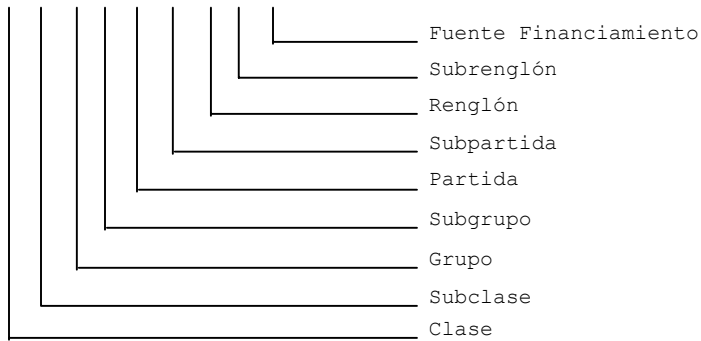 Fuente Financiamiento
Subrenglón
Renglón
Subpartida
Partida
Subgrupo
Grupo
Subclase
Clase